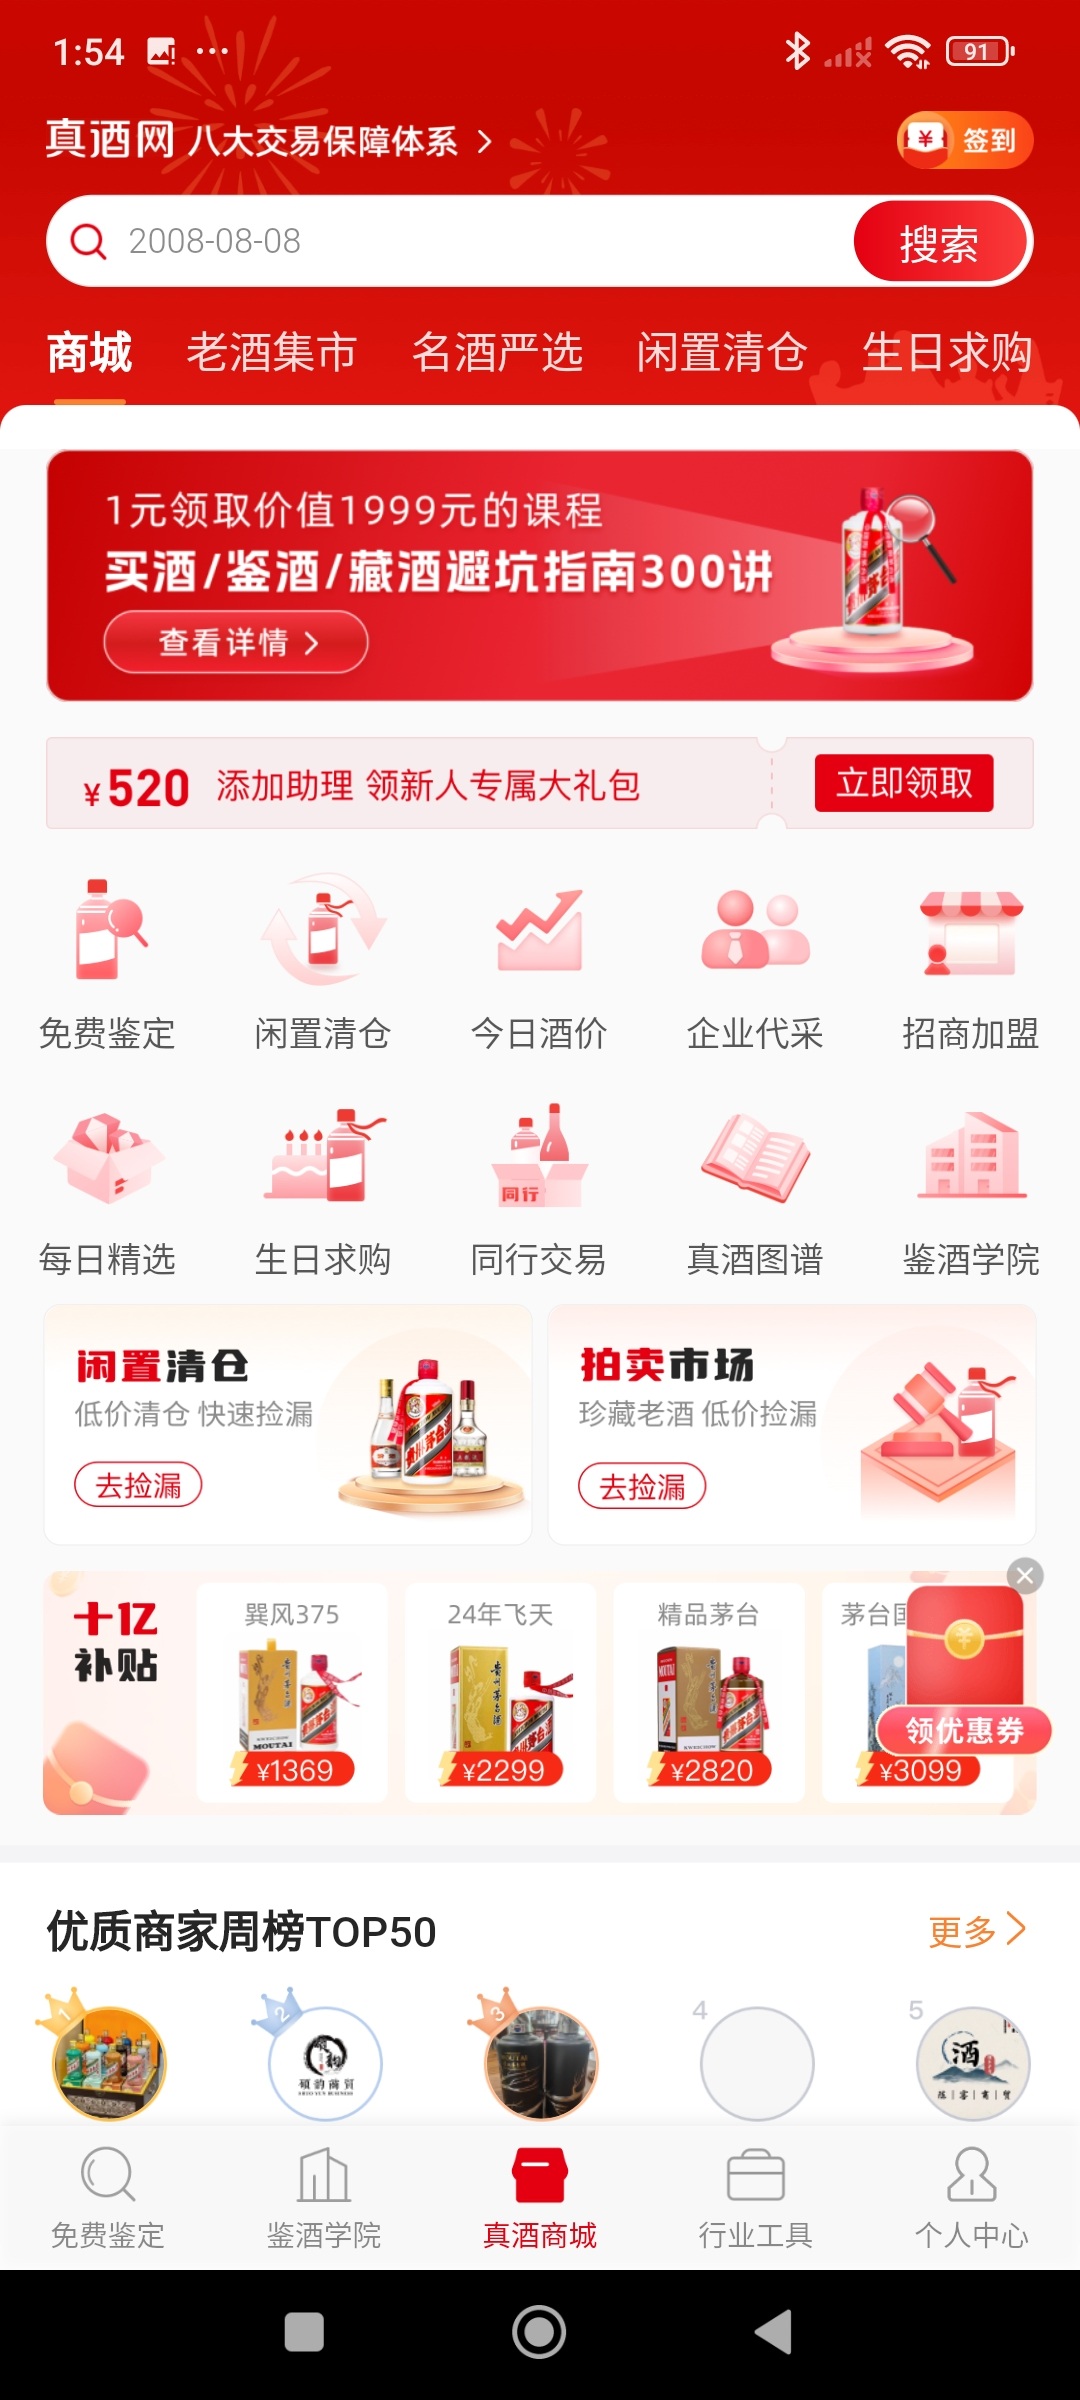 1:54
91
真酒网 八大交易保障体系 >
签到
2008-08-08
搜索
商城 老酒集市 名酒严选 闲置清仓 生日求购
1元领取价值1999元的课程
买酒/鉴酒/藏酒避坑指南300讲
查看详情 >
¥520 添加助理 领新人专属大礼包
立即领取
免费鉴定 闲置清仓 今日酒价 企业代采 招商加盟
同行
每日精选 生日求购 同行交易 真酒图谱 鉴酒学院
闲置清仓
低价清仓 快速捡漏
去捡漏
拍卖市场
珍藏老酒 低价捡漏
去捡漏
十亿
补贴
巽风375
MOUTAI
¥1369
24年飞天
¥2299
精品茅台
¥2820
茅台国
¥3099
领优惠券
优质商家周榜TOP50
更多 >
1 2 3 4 5
硕韵商贸
酒
免费鉴定 鉴酒学院 真酒商城 行业工具 个人中心